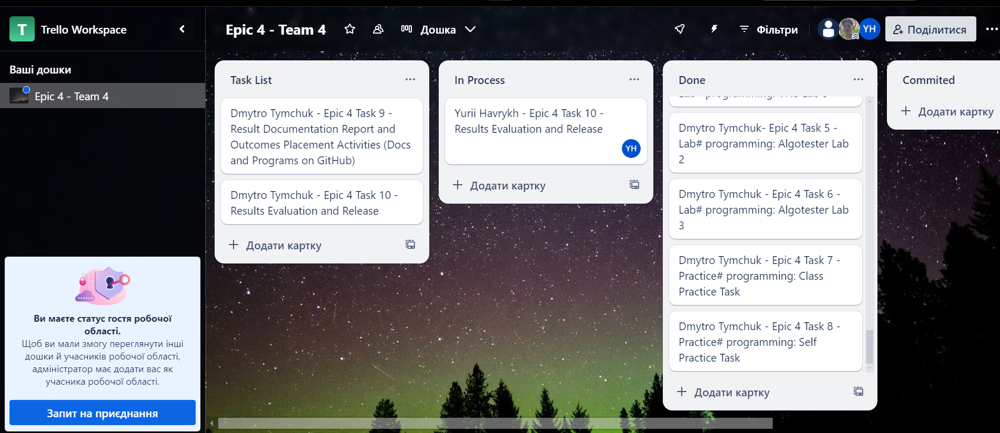 T
Trello Workspace
Ваші дошки
Epic 4 - Team 4
Ви маєте статус гостя робочої
області.
Щоб ви мали змогу переглянути інші
дошки й учасників робочої області,
адміністратор має додати вас як
учасника робочої області.
Запит на приєднання
Epic 4 - Team 4
Дошка
Фільтри
YH
Поділитися
Task List
Dmytro Tymchuk - Epic 4 Task 9 -
Result Documentation Report and
Outcomes Placement Activities (Docs
and Programs on GitHub)
Dmytro Tymchuk - Epic 4 Task 10 -
Results Evaluation and Release
Додати картку
In Process
Yurii Havrykh - Epic 4 Task 10 -
Results Evaluation and Release
YH
Додати картку
Done
Dmytro Tymchuk- Epic 4 Task 5 -
Lab# programming: Algotester Lab
2
Dmytro Tymchuk - Epic 4 Task 6 -
Lab# programming: Algotester Lab
3
Dmytro Tymchuk - Epic 4 Task 7 -
Practice# programming: Class
Practice Task
Dmytro Tymchuk - Epic 4 Task 8 -
Practice# programming: Self
Practice Task
Додати картку
Commited
Додати картку